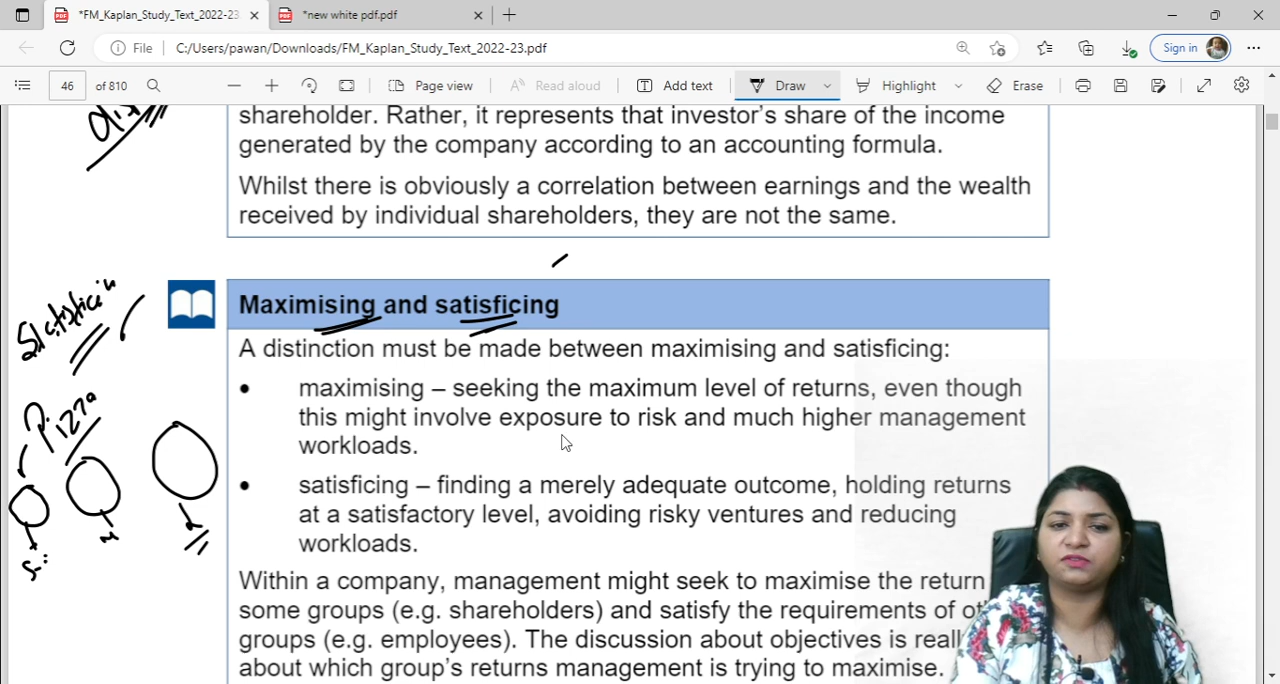 *FM_Kaplan_Study_Text_2022-23
*new white pdf.pdf
File
C:/Users/pawan/Downloads/FM_Kaplan_Study_Text_2022-23.pdf
Sign in
46 of 810
Page view
Read aloud
Add text
Draw
Highlight
Erase
shareholder. Rather, it represents that investor's share of the income
generated by the company according to an accounting formula.
Whilst there is obviously a correlation between earnings and the wealth
received by individual shareholders, they are not the same.
Maximising and satisficing
A distinction must be made between maximising and satisficing:
• maximising – seeking the maximum level of returns, even though
this might involve exposure to risk and much higher management
workloads.
Pizza
• satisficing – finding a merely adequate outcome, holding returns
at a satisfactory level, avoiding risky ventures and reducing
workloads.
Within a company, management might seek to maximise the return
some groups (e.g. shareholders) and satisfy the requirements of
groups (e.g. employees). The discussion about objectives is
about which group's returns management is trying to maximise.